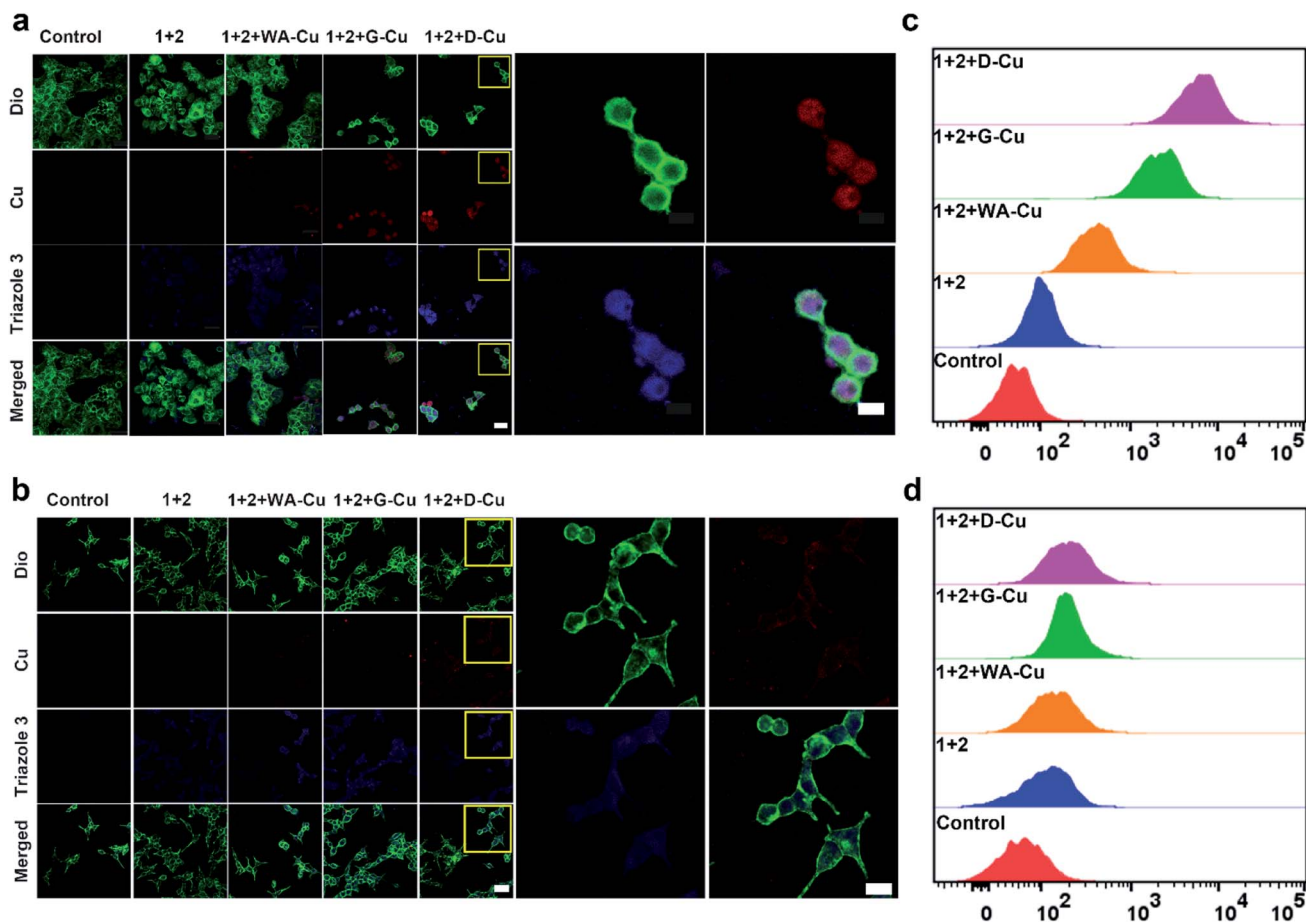 a
Control 1+2 1+2+WA-Cu 1+2+G-Cu 1+2+D-Cu
Dio
Cu
Triazole 3
Merged
b
Control 1+2 1+2+WA-Cu 1+2+G-Cu 1+2+D-Cu
Dio
Cu
Triazole 3
Merged
c
1+2+D-Cu
1+2+G-Cu
1+2+WA-Cu
1+2
Control
0 10² 10³ 10⁴ 10⁵
d
1+2+D-Cu
1+2+G-Cu
1+2+WA-Cu
1+2
Control
0 10² 10³ 10⁴ 10⁵